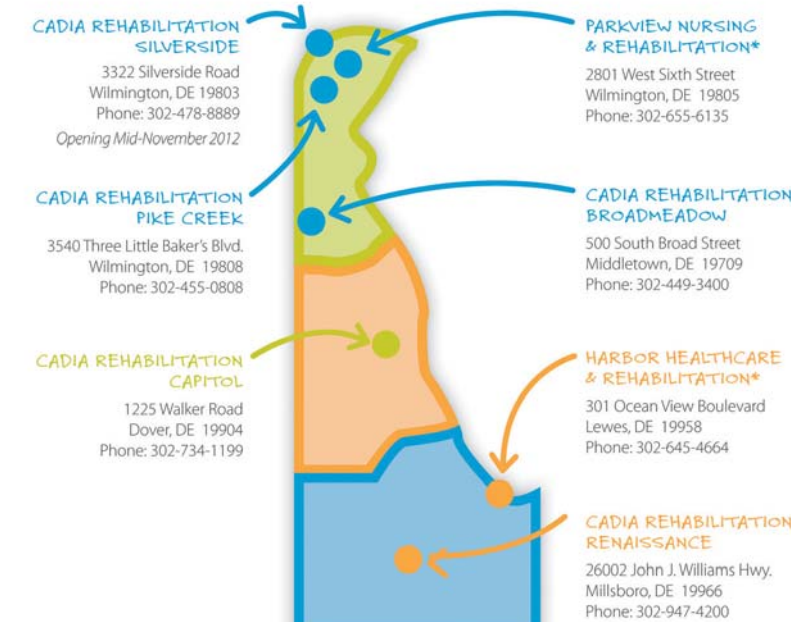 CADIA REHABILITATION
SILVERSIDE
3322 Silverside Road
Wilmington, DE 19803
Phone: 302-478-8889
Opening Mid-November 2012
PARKVIEW NURSING
& REHABILITATION*
2801 West Sixth Street
Wilmington, DE 19805
Phone: 302-655-6135
CADIA REHABILITATION
PIKE CREEK
3540 Three Little Baker's Blvd.
Wilmington, DE 19808
Phone: 302-455-0808
CADIA REHABILITATION
BROADMEADOW
500 South Broad Street
Middletown, DE 19709
Phone: 302-449-3400
CADIA REHABILITATION
CAPITOL
1225 Walker Road
Dover, DE 19904
Phone: 302-734-1199
HARBOR HEALTHCARE
& REHABILITATION*
301 Ocean View Boulevard
Lewes, DE 19958
Phone: 302-645-4664
CADIA REHABILITATION
RENAISSANCE
26002 John J. Williams Hwy.
Millsboro, DE 19966
Phone: 302-947-4200